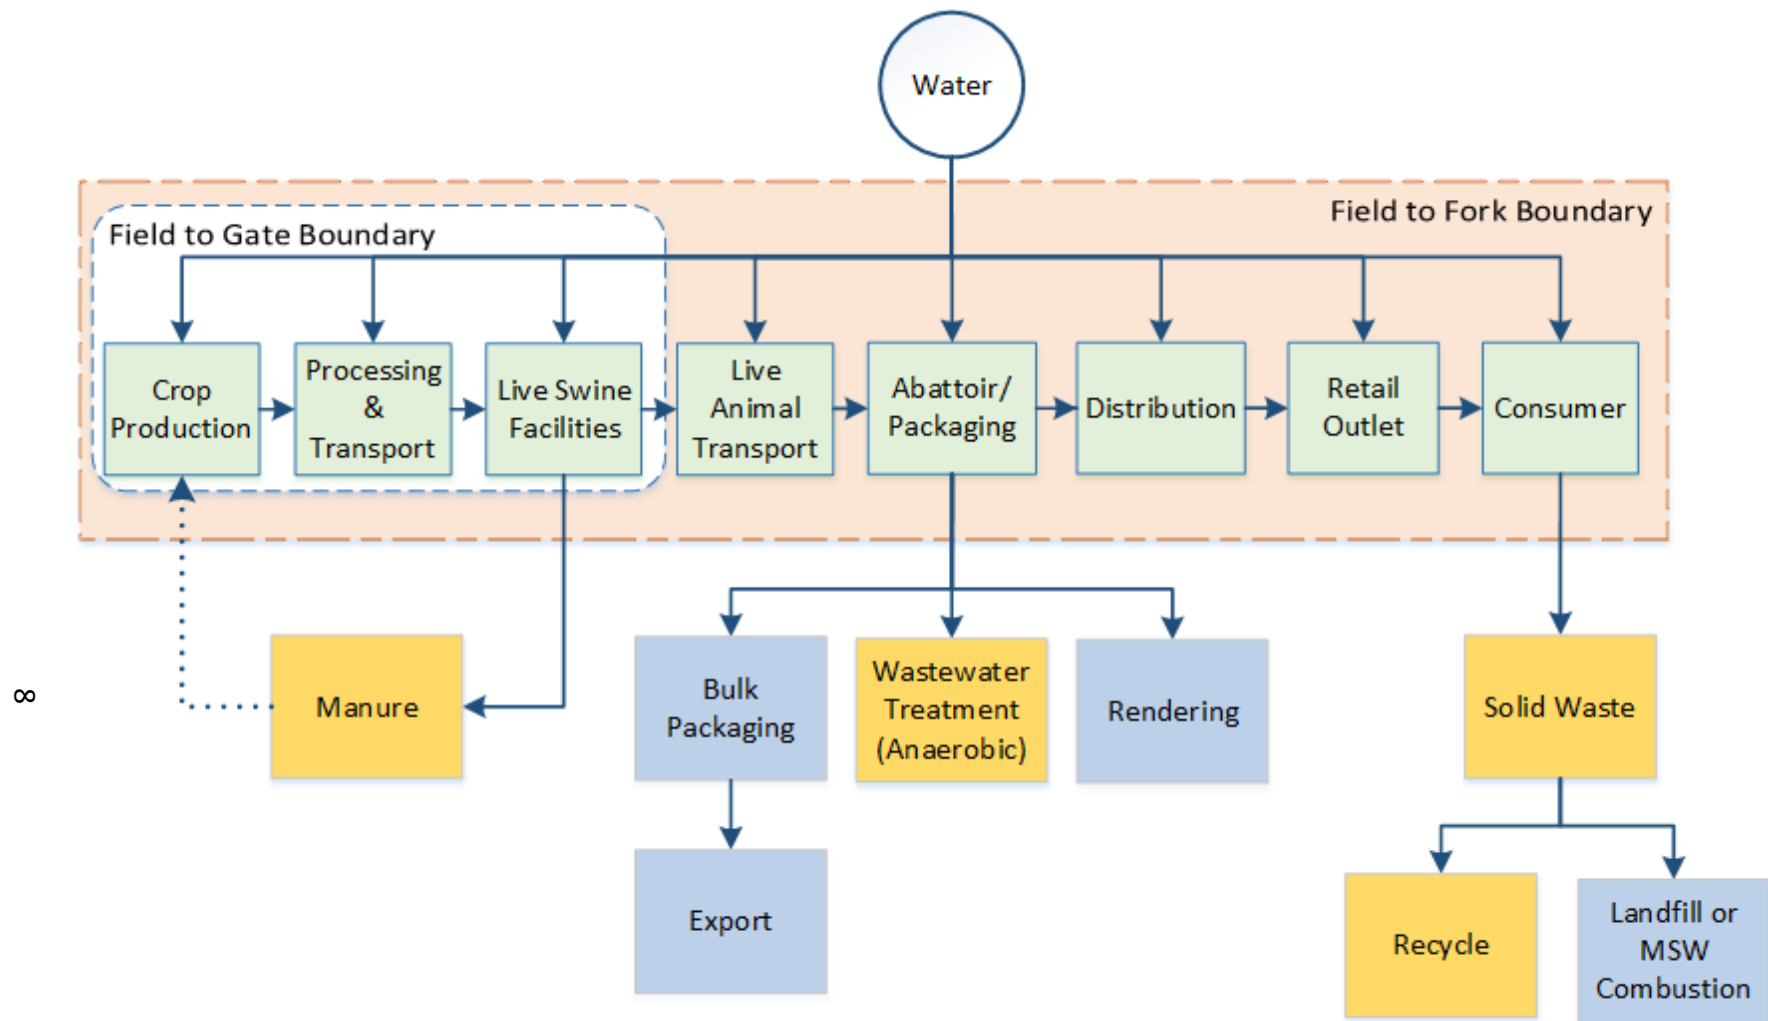 Water
Field to Fork Boundary
Field to Gate Boundary
Crop
Production
Processing
&
Transport
Live Swine
Facilities
Live
Animal
Transport
Abattoir/
Packaging
Distribution
Retail
Outlet
Consumer
8
Manure
Bulk
Packaging
Wastewater
Treatment
(Anaerobic)
Rendering
Solid Waste
Export
Recycle
Landfill or
MSW
Combustion